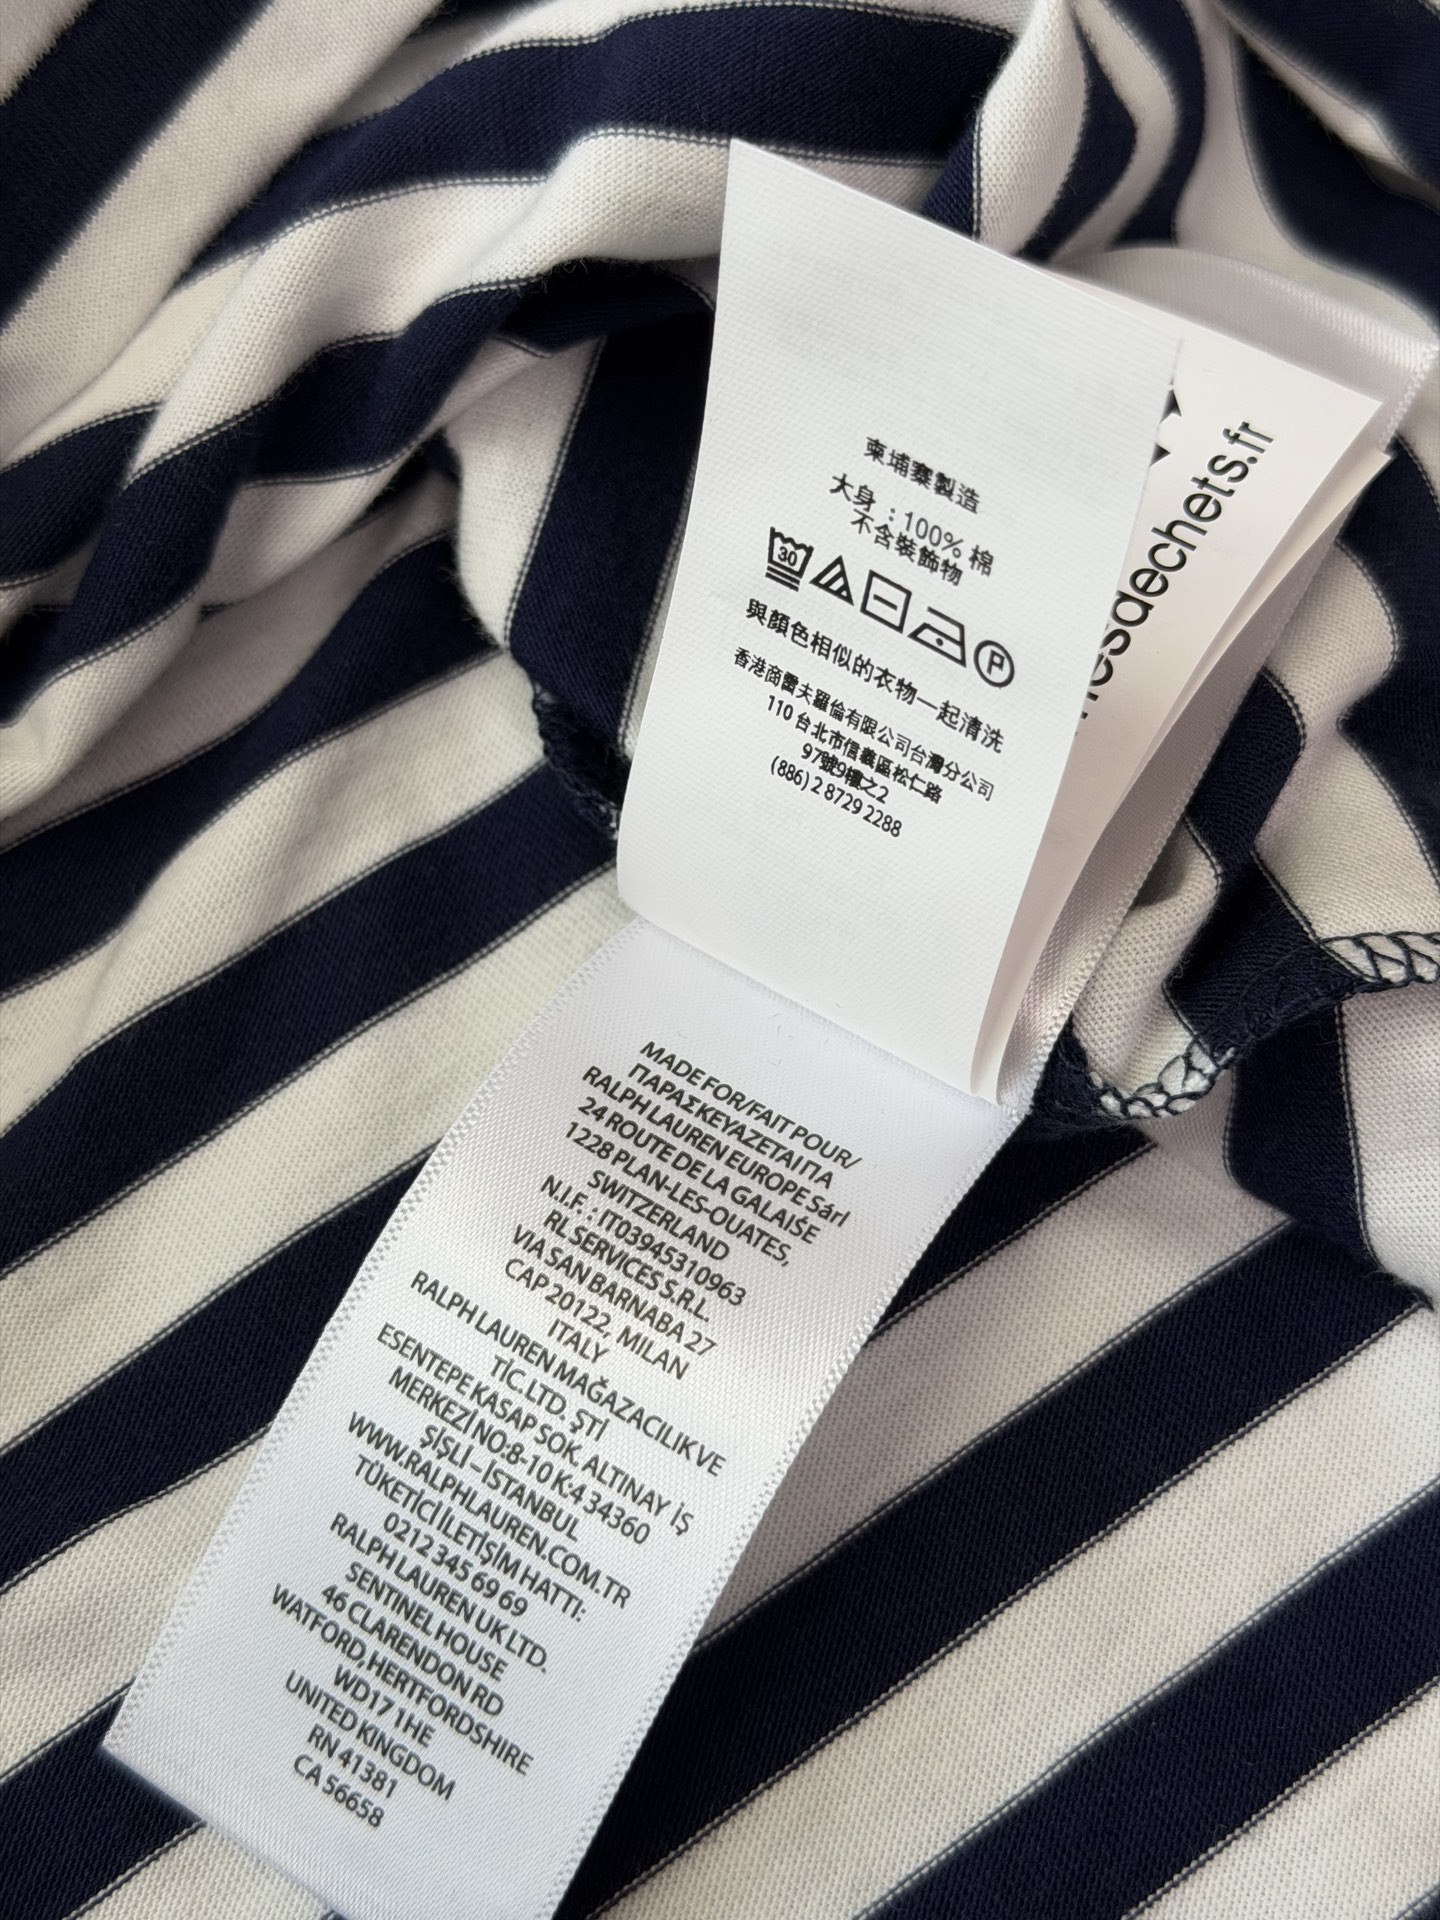 柬埔寨製造
大身 : 100% 棉
不含裝飾物
30
P
與顏色相似的衣物一起清洗
香港商雷夫羅倫有限公司台灣分公司
110 台北市信義區松仁路
97號9樓之2
(886) 2 8729 2288
esdechets.fr
MADE FOR/FAIT POUR/
ΠΑΡΑΣΚΕΥΑΖΕΤΑΙ ΓΙΑ
RALPH LAUREN EUROPE Sárl
24 ROUTE DE LA GALAIŠE
1228 PLAN-LES-OUATES,
SWITZERLAND
N.I.F. : IT03945310963
RL SERVICES S.R.L.
VIA SAN BARNABA 27
CAP 20122, MILAN
ITALY
RALPH LAUREN MAĞAZACILIK VE
TİC. LTD. ŞTİ
ESENTEPE KASAP SOK. ALTINAY İŞ
MERKEZİ NO:8-10 K:4 34360
ŞİŞLİ – İSTANBUL
WWW.RALPHLAUREN.COM.TR
TÜKETİCİ İLETİŞİM HATTI:
0212 345 69 69
RALPH LAUREN UK LTD.
SENTINEL HOUSE
46 CLARENDON RD
WATFORD, HERTFORDSHIRE
WD17 1HE
UNITED KINGDOM
RN 41381
CA 56658